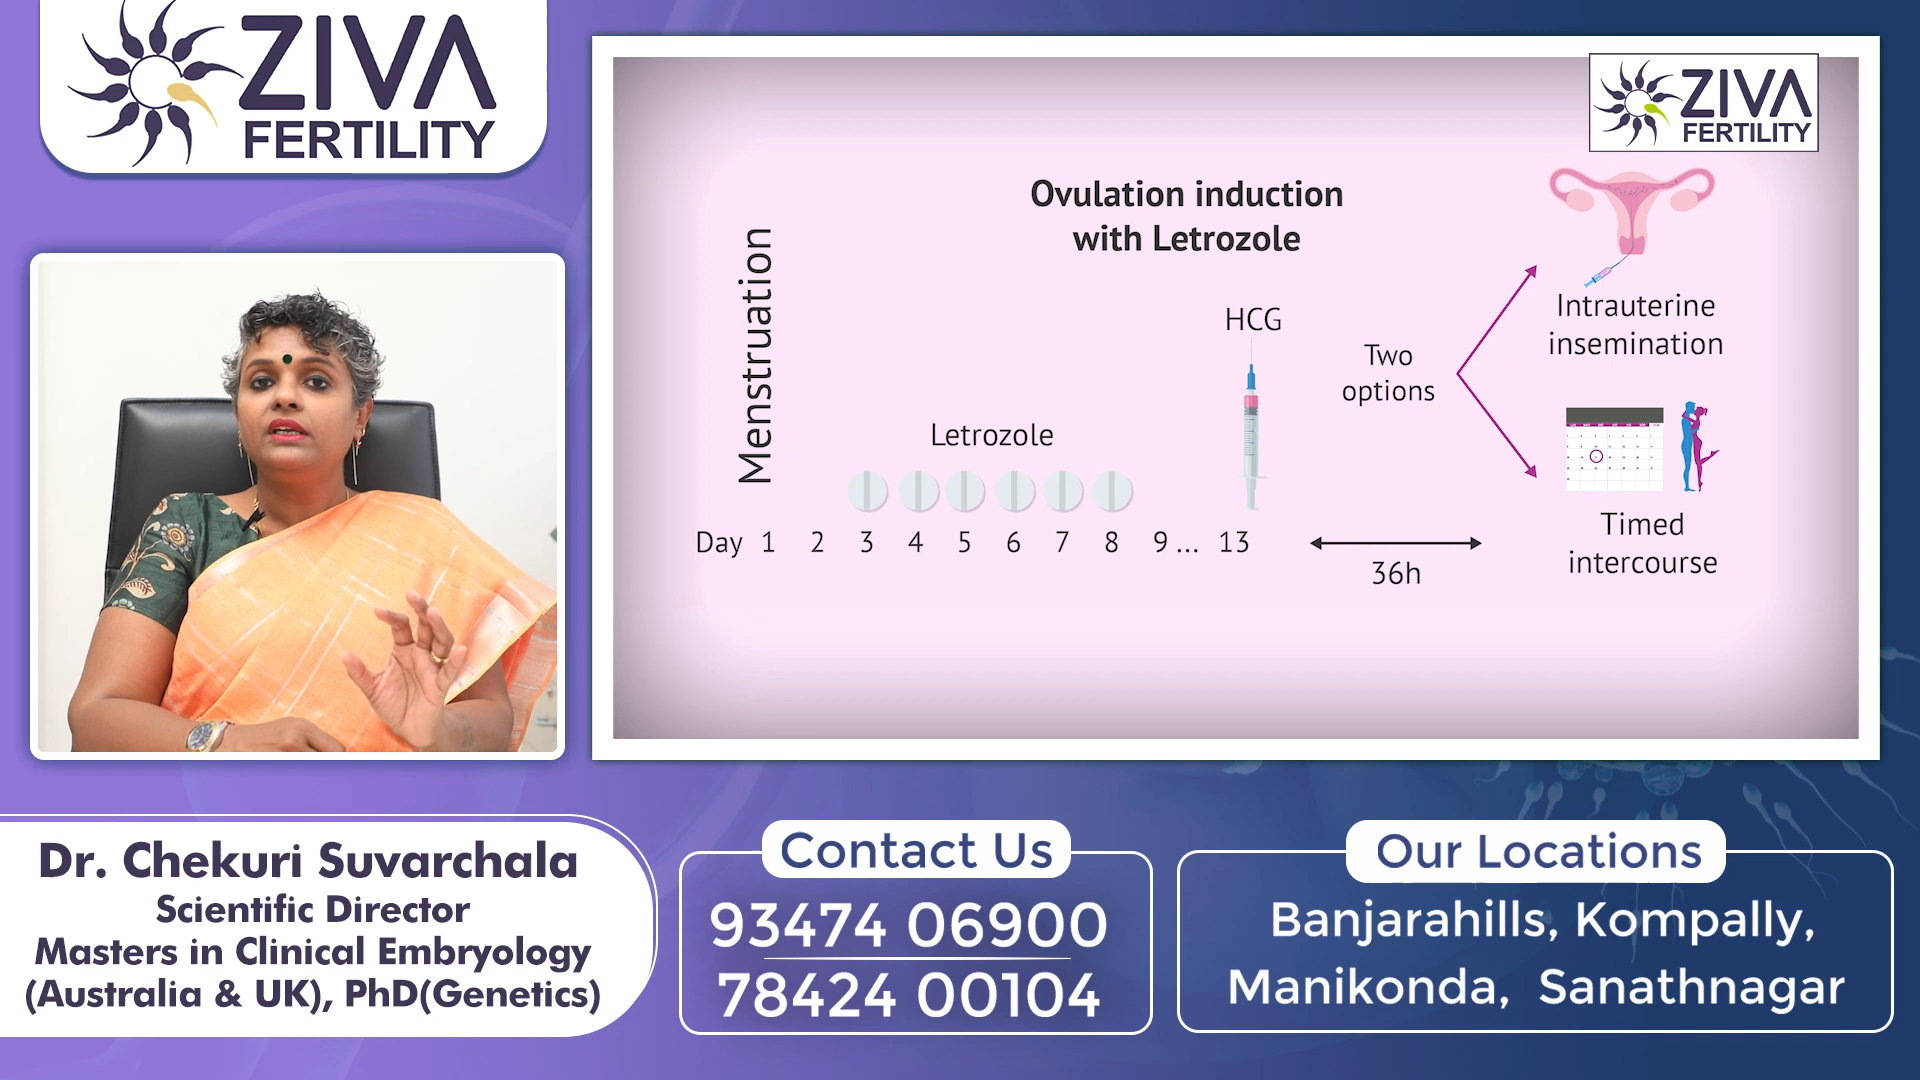 ZIVA
FERTILITY
ZIVA
FERTILITY
Ovulation induction
with Letrozole
Menstruation
Letrozole
HCG
Two
options
Intrauterine
insemination
Timed
intercourse
Day 1 2 3 4 5 6 7 8 9 ... 13
36h
Dr. Chekuri Suvarchala
Scientific Director
Masters in Clinical Embryology
(Australia & UK), PhD(Genetics)
Contact Us
93474 06900
78424 00104
Our Locations
Banjarahills, Kompally,
Manikonda, Sanathnagar